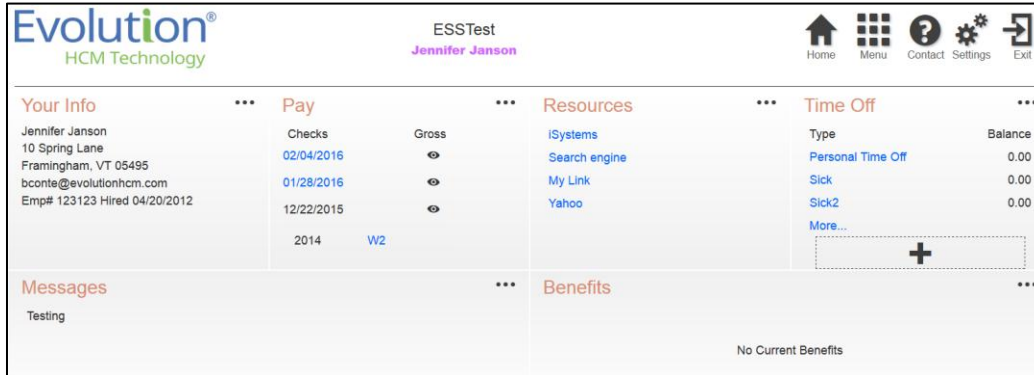 Evolution®
HCM Technology
ESSTest
Jennifer Janson
Home Menu Contact Settings Exit
Your Info
Jennifer Janson
10 Spring Lane
Framingham, VT 05495
bconte@evolutionhcm.com
Emp# 123123 Hired 04/20/2012
Pay
Checks Gross
02/04/2016
01/28/2016
12/22/2015
2014 W2
Resources
iSystems
Search engine
My Link
Yahoo
Time Off
Type Balance
Personal Time Off 0.00
Sick 0.00
Sick2 0.00
More...
Messages
Testing
Benefits
No Current Benefits